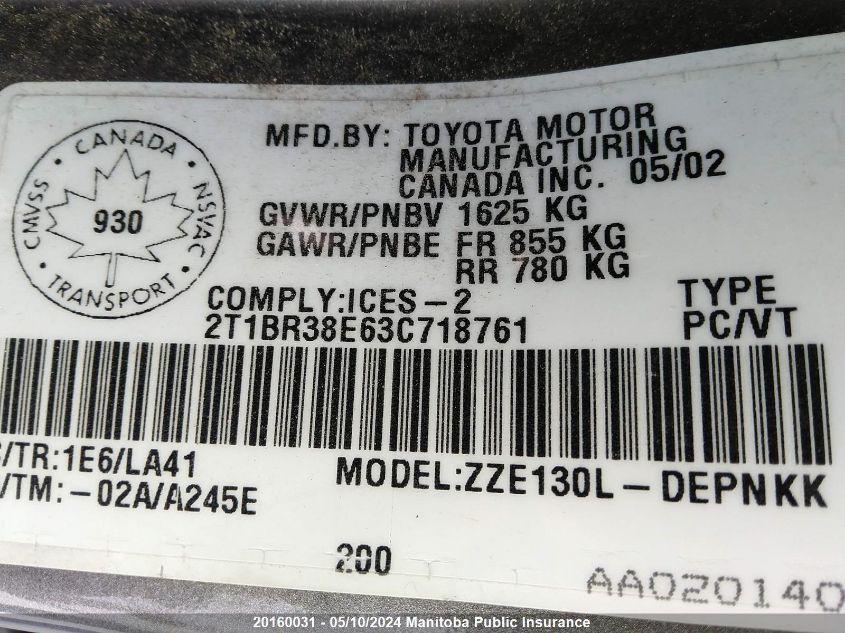 CANADA
CMVSS
930
NSVAC
TRANSPORT
MFD.BY: TOYOTA MOTOR
MANUFACTURING
CANADA INC. 05/02
GVWR/PNBV 1625 KG
GAWR/PNBE FR 855 KG
RR 780 KG
COMPLY:ICES-2 TYPE
2T1BR38E63C718761 PC/VT
/TR:1E6/LA41 MODEL:ZZE130L-DEPNKK
/TM:-02A/A245E
200
AA020140
20160031 - 05/10/2024 Manitoba Public Insurance